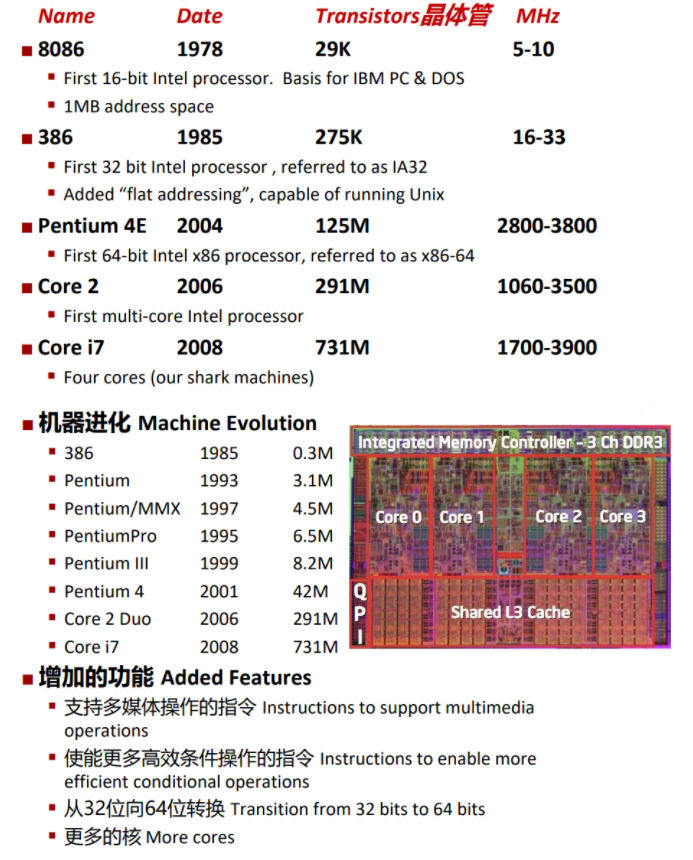 Name Date Transistors晶体管 MHz
8086 1978 29K 5-10
First 16-bit Intel processor. Basis for IBM PC & DOS
1MB address space
386 1985 275K 16-33
First 32 bit Intel processor , referred to as IA32
Added “flat addressing”, capable of running Unix
Pentium 4E 2004 125M 2800-3800
First 64-bit Intel x86 processor, referred to as x86-64
Core 2 2006 291M 1060-3500
First multi-core Intel processor
Core i7 2008 731M 1700-3900
Four cores (our shark machines)
机器进化 Machine Evolution
386 1985 0.3M
Pentium 1993 3.1M
Pentium/MMX 1997 4.5M
PentiumPro 1995 6.5M
Pentium III 1999 8.2M
Pentium 4 2001 42M
Core 2 Duo 2006 291M
Core i7 2008 731M
Integrated Memory Controller - 3 Ch DDR3
Core 0 Core 1 Core 2 Core 3
QPI
Shared L3 Cache
增加的功能 Added Features
支持多媒体操作的指令 Instructions to support multimedia
operations
使能更多高效条件操作的指令 Instructions to enable more
efficient conditional operations
从32位向64位转换 Transition from 32 bits to 64 bits
更多的核 More cores